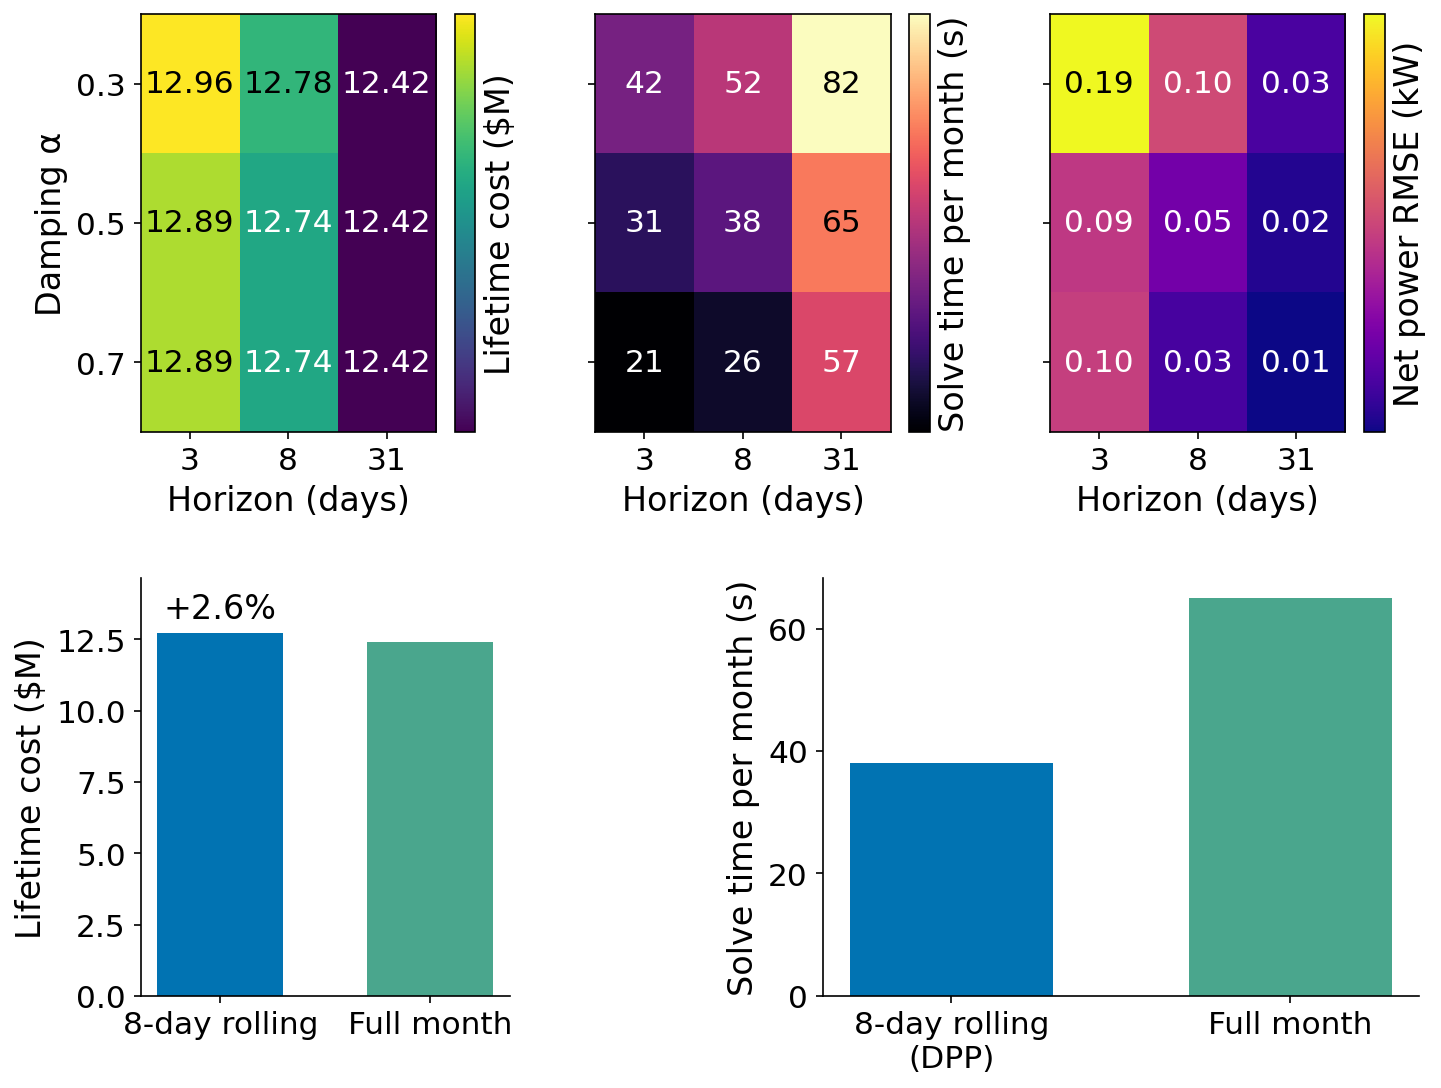 Damping α
0.3
0.5
0.7
12.96 12.78 12.42
12.89 12.74 12.42
12.89 12.74 12.42
3 8 31
Horizon (days)
Lifetime cost ($M)
42 52 82
31 38 65
21 26 57
3 8 31
Horizon (days)
Solve time per month (s)
0.19 0.10 0.03
0.09 0.05 0.02
0.10 0.03 0.01
3 8 31
Horizon (days)
Net power RMSE (kW)
Lifetime cost ($M)
12.5
10.0
7.5
5.0
2.5
0.0
+2.6%
8-day rolling
Full month
Solve time per month (s)
60
40
20
0
8-day rolling
(DPP)
Full month